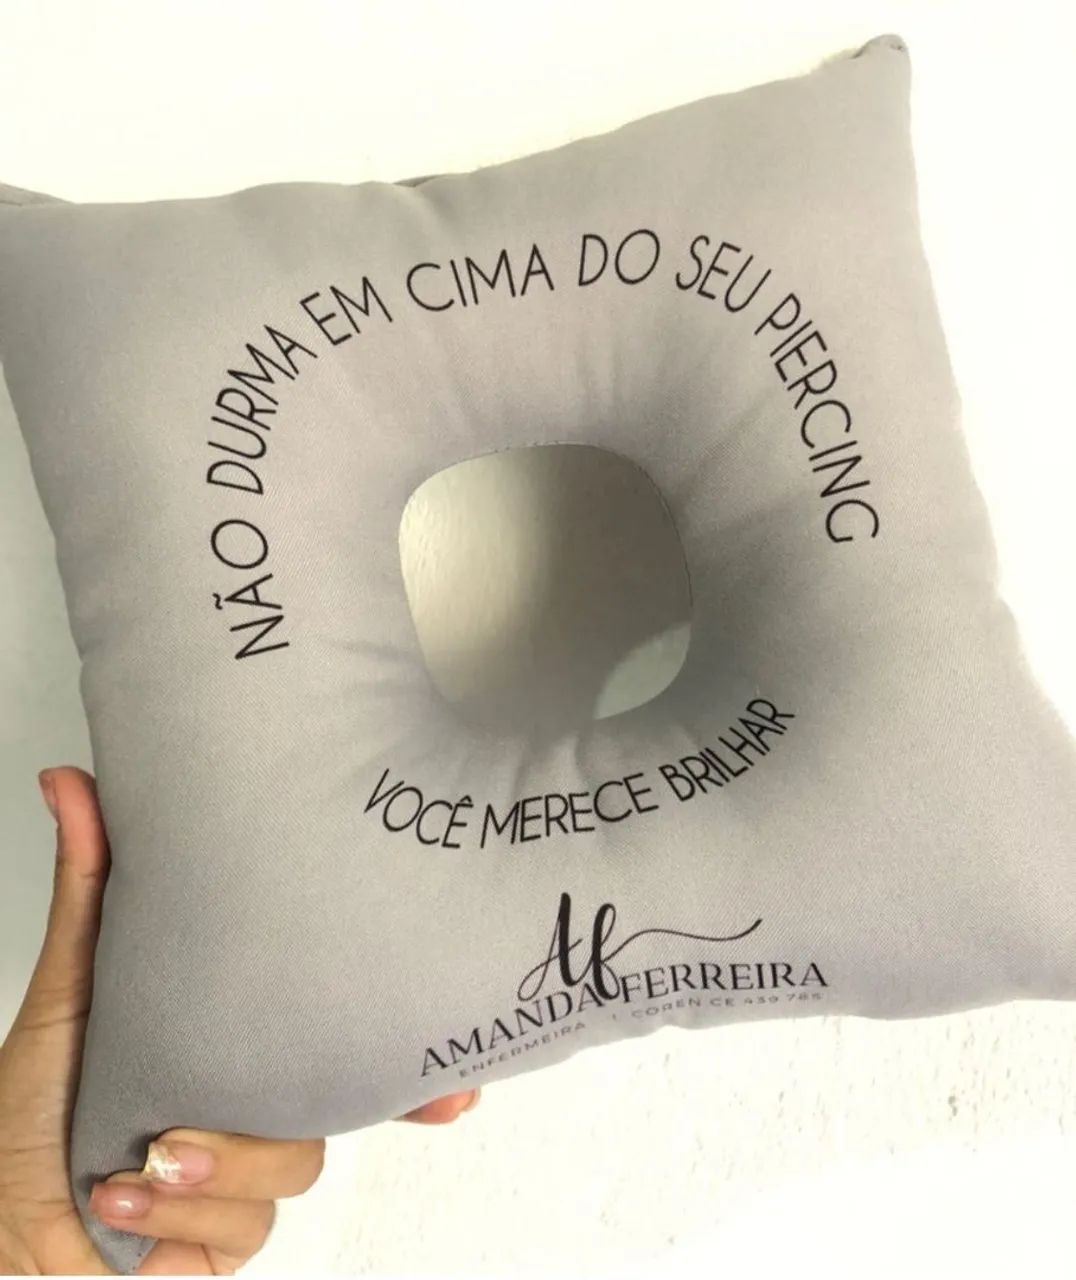 NÃO DURMA EM CIMA DO SEU PIERCING
VOCÊ MERECE BRILHAR
Af
AMANDA FERREIRA
ENFERMEIRA | COREN CE 439 785